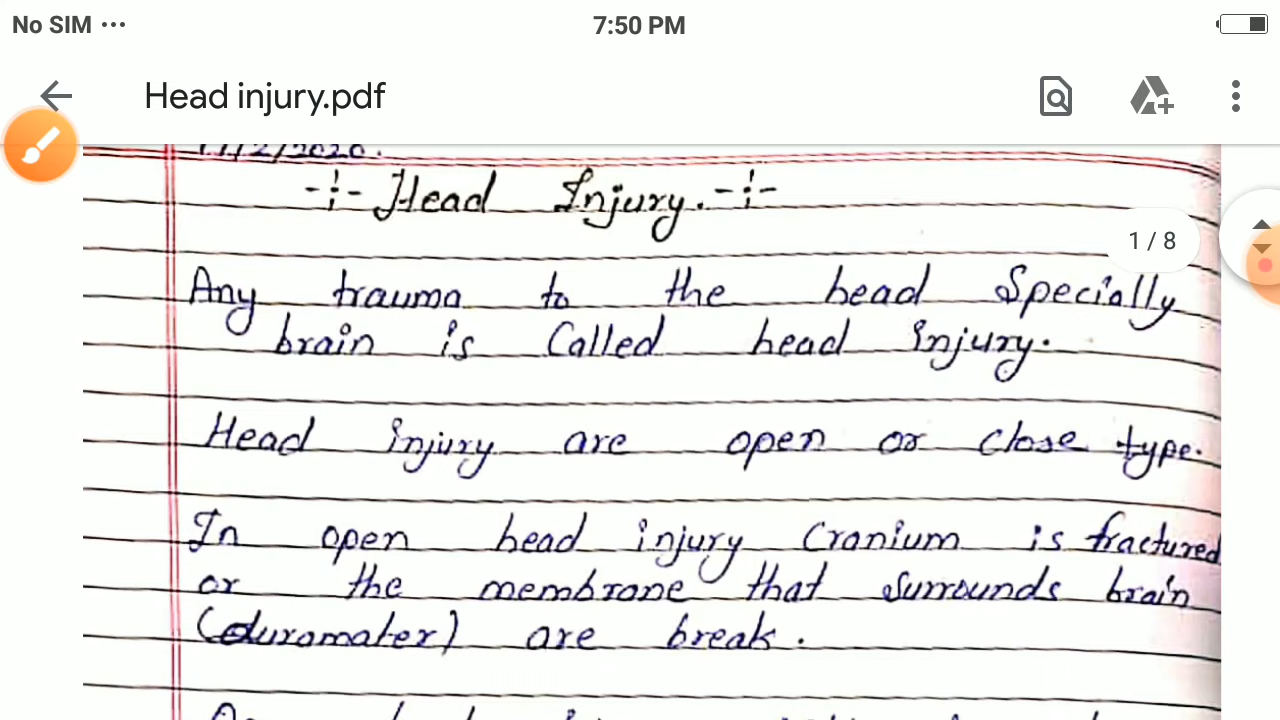 No SIM ...
7:50 PM
Head injury.pdf
-:- Head Injury. -:-
1 / 8
Any trauma to the head Specially
brain is Called head injury.
Head injury are open or close type.
In open head injury Cranium is fractured
or the membrane that surrounds brain
(duramater) are break.